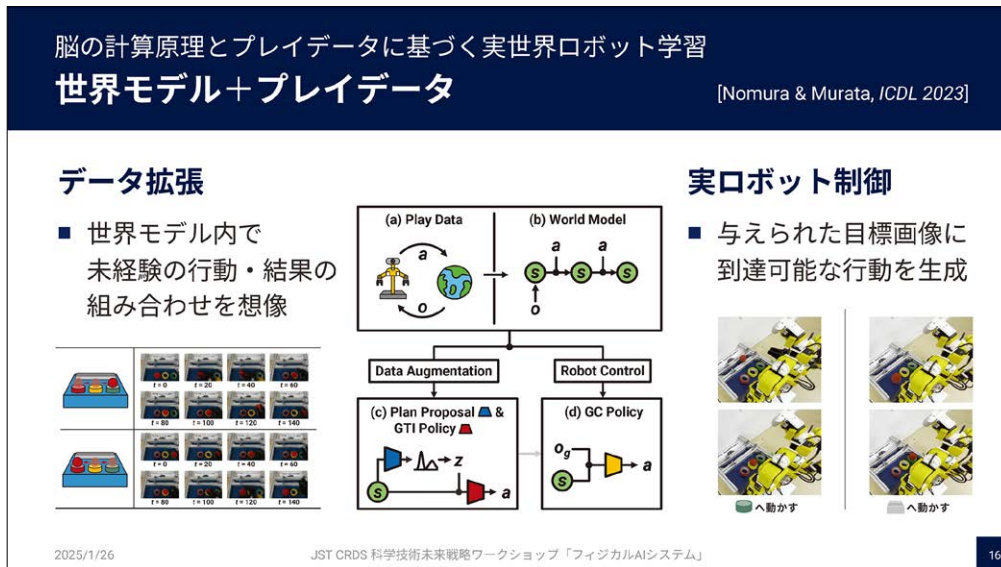 脳の計算原理とプレイデータに基づく実世界ロボット学習
世界モデル＋プレイデータ
[Nomura & Murata, ICDL 2023]
データ拡張
■ 世界モデル内で
未経験の行動・結果の
組み合わせを想像
t = 0 t = 20 t = 40 t = 60
t = 80 t = 100 t = 120 t = 140
t = 0 t = 20 t = 40 t = 60
t = 80 t = 100 t = 120 t = 140
(a) Play Data
a
o
(b) World Model
a a
s s s
o
Data Augmentation
Robot Control
(c) Plan Proposal &
GTI Policy
z
s
a
(d) GC Policy
og
s
a
実ロボット制御
■ 与えられた目標画像に
到達可能な行動を生成
へ動かす
へ動かす
2025/1/26
JST CRDS 科学技術未来戦略ワークショップ「フィジカルAIシステム」
16